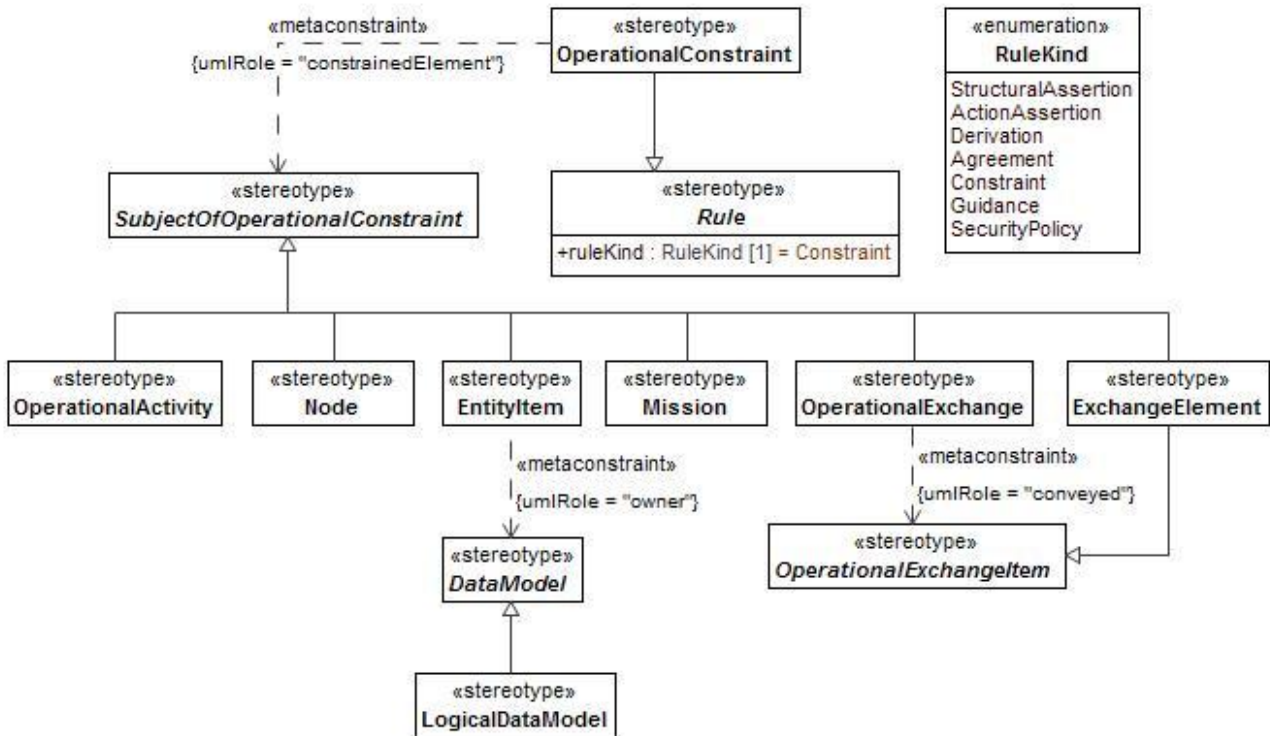 «metaconstraint»
{umlRole = "constrainedElement"}
«stereotype»
OperationalConstraint
«enumeration»
RuleKind
StructuralAssertion
ActionAssertion
Derivation
Agreement
Constraint
Guidance
SecurityPolicy
«stereotype»
SubjectOfOperationalConstraint
«stereotype»
Rule
+ruleKind : RuleKind [1] = Constraint
«stereotype»
OperationalActivity
«stereotype»
Node
«stereotype»
EntityItem
«stereotype»
Mission
«stereotype»
OperationalExchange
«stereotype»
ExchangeElement
«metaconstraint»
{umlRole = "owner"}
«metaconstraint»
{umlRole = "conveyed"}
«stereotype»
DataModel
«stereotype»
OperationalExchangeItem
«stereotype»
LogicalDataModel